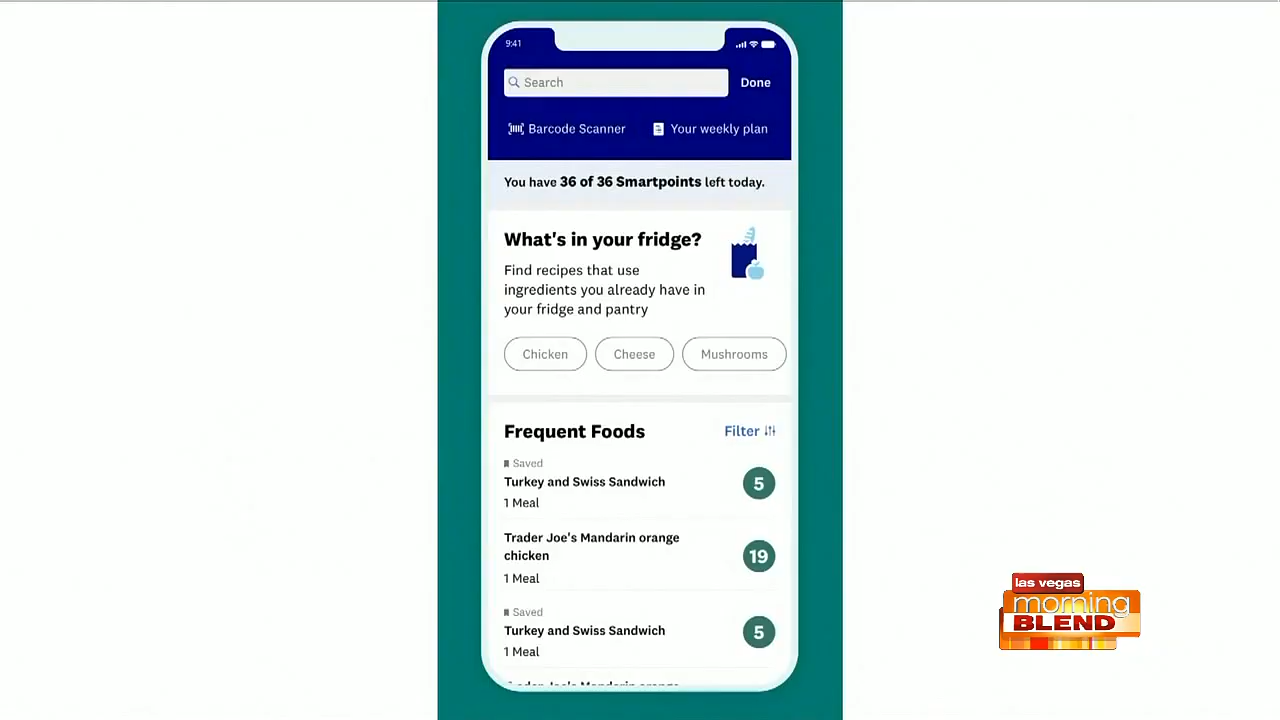 9:41
Search
Done
Barcode Scanner
Your weekly plan
You have 36 of 36 Smartpoints left today.
What's in your fridge?
Find recipes that use
ingredients you already have in
your fridge and pantry
Chicken
Cheese
Mushrooms
Frequent Foods
Filter
Saved
Turkey and Swiss Sandwich
5
1 Meal
Trader Joe's Mandarin orange
chicken
19
1 Meal
Saved
Turkey and Swiss Sandwich
5
1 Meal
las vegas
morning
BLEND